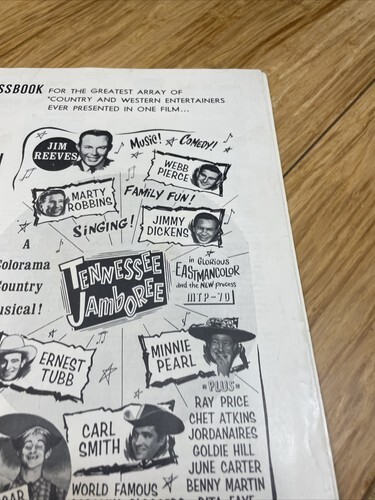 SSBOOK FOR THE GREATEST ARRAY OF
"COUNTRY AND WESTERN ENTERTAINERS
EVER PRESENTED IN ONE FILM...
JIM
REEVES
MUSIC! COMEDY!
WEBB
PIERCE
MARTY
ROBBINS
FAMILY FUN!
SINGING!
JIMMY
DICKENS
A
olorama
ountry
usical!
TENNESSEE
JAMBOREE
in GLORIOUS
EASTMANCOLOR
and the NEW process
MTP-70
ERNEST
TUBB
MINNIE
PEARL
"PLUS"
RAY PRICE
CHET ATKINS
JORDANAIRES
GOLDIE HILL
JUNE CARTER
BENNY MARTIN
CARL
SMITH
WORLD FAMOUS